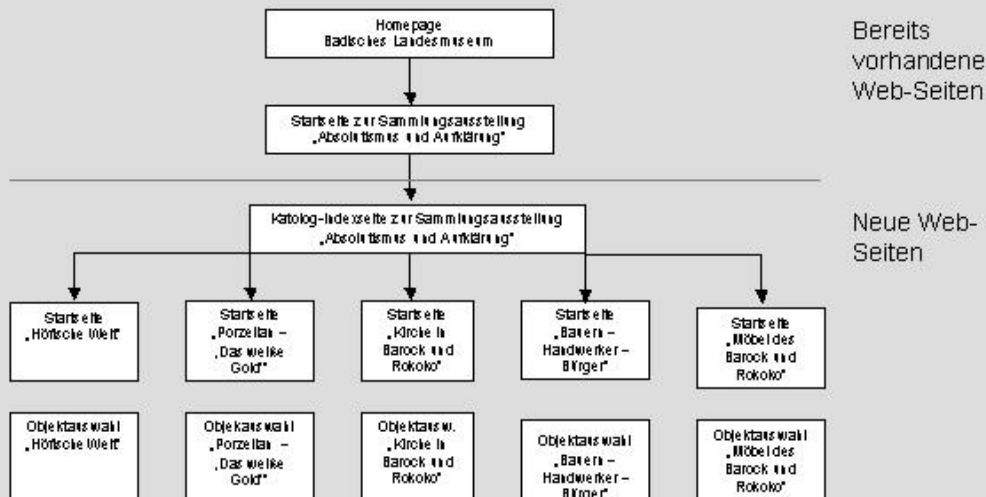 Homepage
Badisches Landesmuseum
Bereits
vorhandene
Web-Seiten
Startseite zur Sammlungsausstellung
„Absolutismus und Aufklärung“
Katalog-Indexseite zur Sammlungsausstellung
„Absolutismus und Aufklärung“
Neue Web-
Seiten
Startseite
„Höfische Welt“
Startseite
„Porzellan –
„Das weiße
Gold““
Startseite
„Kirche in
Barock und
Rokoko“
Startseite
„Bauern –
Handwerker –
Bürger“
Startseite
„Möbel des
Barock und
Rokoko“
Objektauswahl
„Höfische Welt“
Objekauswahl
„Porzellan –
„Das weiße
Gold““
Objektausw.
„Kirche in
Barock und
Rokoko“
Objektauswahl
„Bauern –
Handwerker –
Bürger“
Objektauswahl
„Möbel des
Barock und
Rokoko“